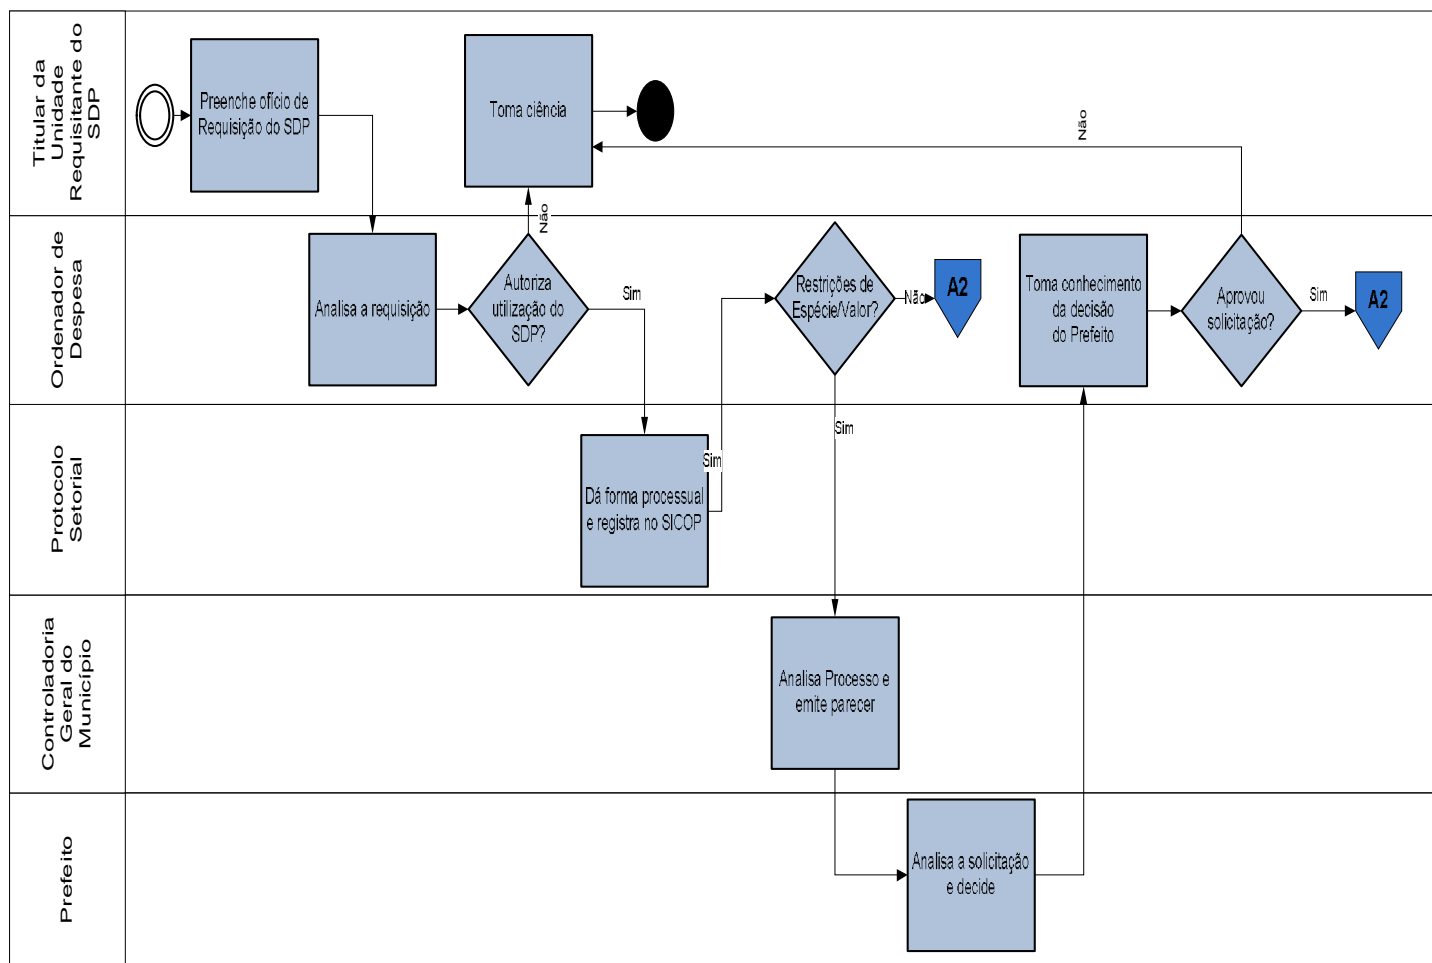 Titular da
Unidade
Requisitante do
SDP
Preenche ofício de
Requisição do SDP
Toma ciência
Não
Ordenador de
Despesa
Analisa a requisição
Autoriza
utilização do
SDP?
Não
Sim
Restrições de
Espécie/Valor?
Não
A2
Toma conhecimento
da decisão
do Prefeito
Aprovou
solicitação?
Sim
A2
Protocolo
Setorial
Dá forma processual
e registra no SICOP
Sim
Sim
Controladoria
Geral do
Município
Analisa Processo e
emite parecer
Prefeito
Analisa a solicitação
e decide